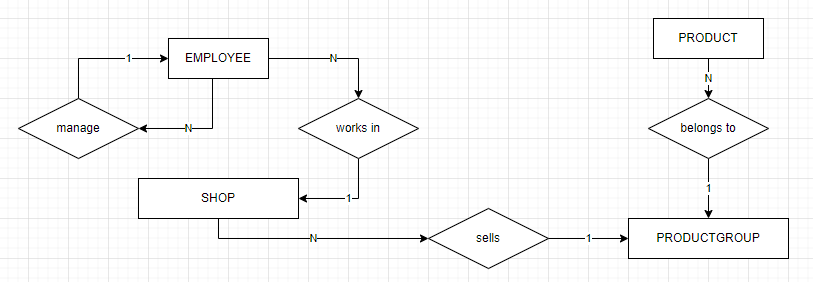 PRODUCT
1
EMPLOYEE
N
N
manage
N
works in
belongs to
1
SHOP
1
N
sells
1
PRODUCTGROUP